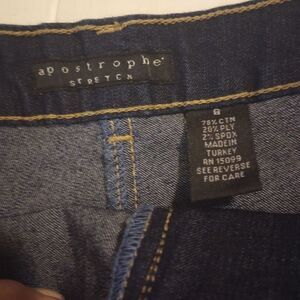 apostrophe
STRETCH
8
78% CTN
20% PLY
2% SPDX
MADE IN
TURKEY
RN 15099
SEE REVERSE
FOR CARE